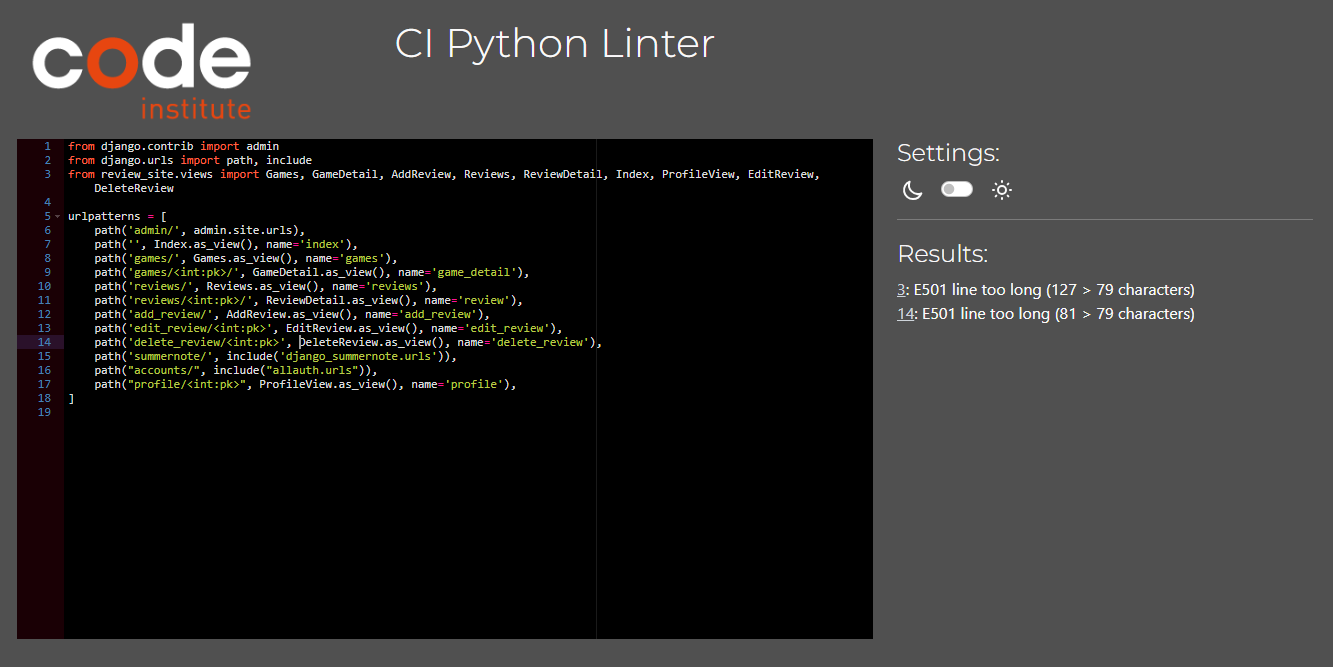 code
institute
CI Python Linter
1 from django.contrib import admin
2 from django.urls import path, include
3 from review_site.views import Games, GameDetail, AddReview, Reviews, ReviewDetail, Index, ProfileView, EditReview,
DeleteReview
4
5 urlpatterns = [
6 path('admin/', admin.site.urls),
7 path('', Index.as_view(), name='index'),
8 path('games/', Games.as_view(), name='games'),
9 path('games/<int:pk>/', GameDetail.as_view(), name='game_detail'),
10 path('reviews/', Reviews.as_view(), name='reviews'),
11 path('reviews/<int:pk>/', ReviewDetail.as_view(), name='review'),
12 path('add_review/', AddReview.as_view(), name='add_review'),
13 path('edit_review/<int:pk>', EditReview.as_view(), name='edit_review'),
14 path('delete_review/<int:pk>', DeleteReview.as_view(), name='delete_review'),
15 path('summernote/', include('django_summernote.urls')),
16 path("accounts/", include("allauth.urls")),
17 path("profile/<int:pk>", ProfileView.as_view(), name='profile'),
18 ]
19
Settings:
Results:
3: E501 line too long (127 > 79 characters)
14: E501 line too long (81 > 79 characters)